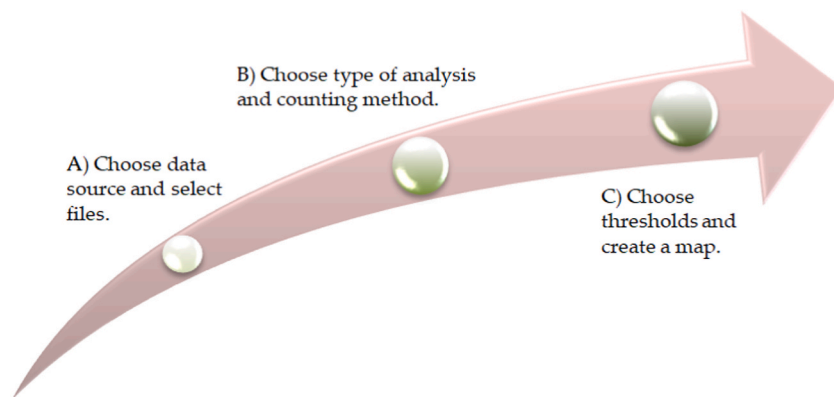 A) Choose data
source and select
files.
B) Choose type of analysis
and counting method.
C) Choose
thresholds and
create a map.